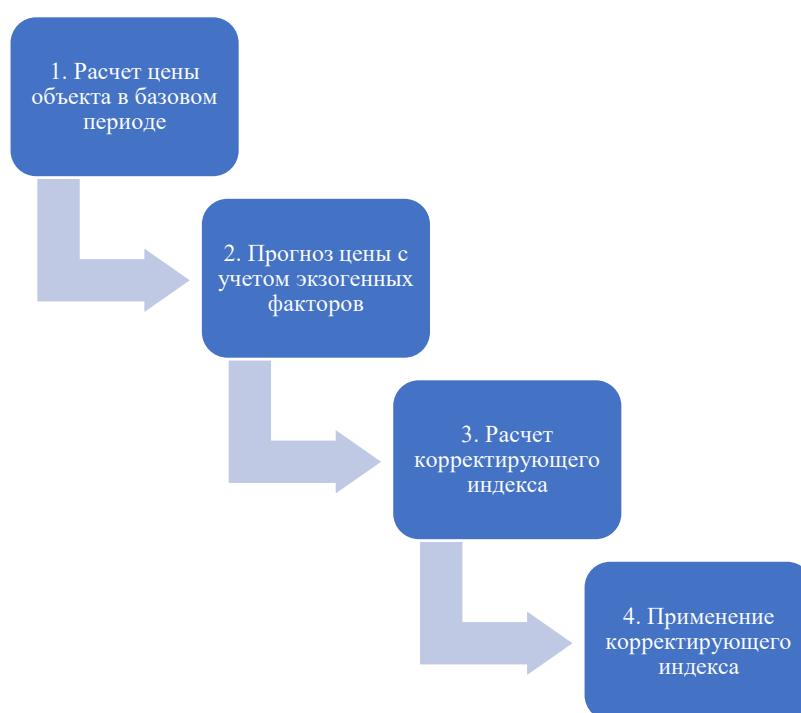 1. Расчет цены
объекта в базовом
периоде
2. Прогноз цены с
учетом экзогенных
факторов
3. Расчет
корректирующего
индекса
4. Применение
корректирующего
индекса